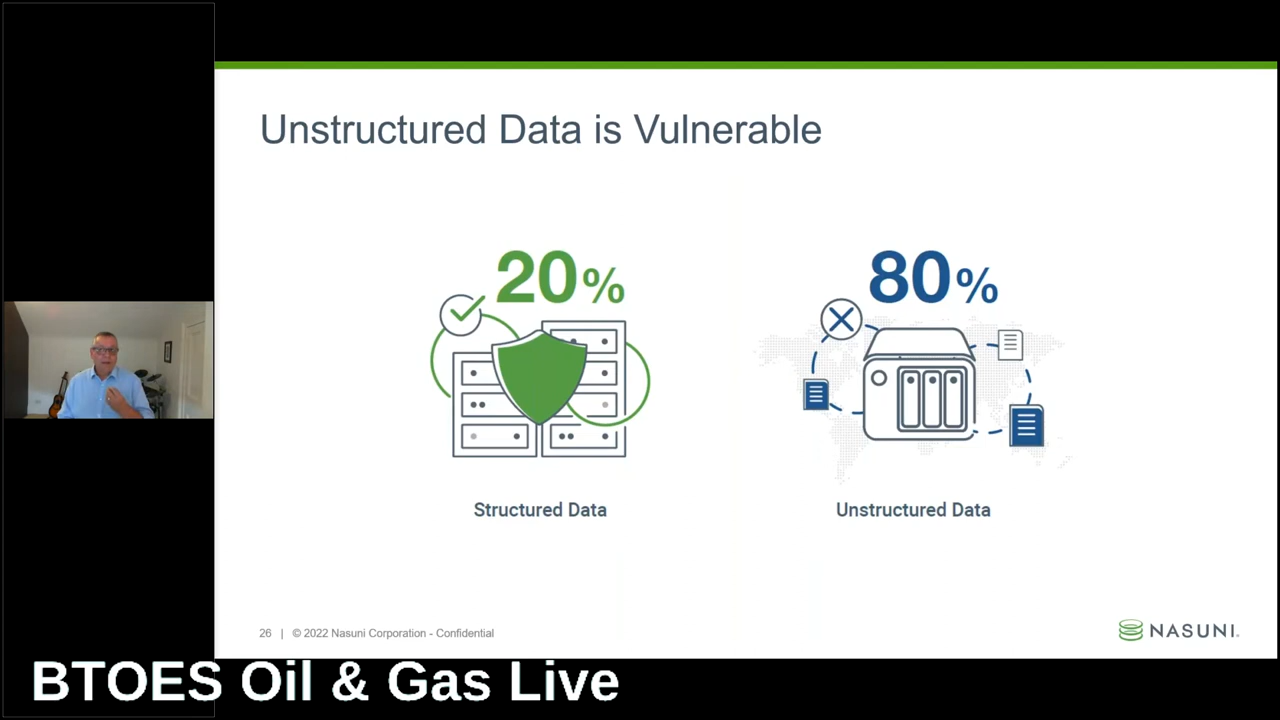 Unstructured Data is Vulnerable
20%
80%
Structured Data
Unstructured Data
26 | © 2022 Nasuni Corporation - Confidential
NASUNI.
BTOES Oil & Gas Live